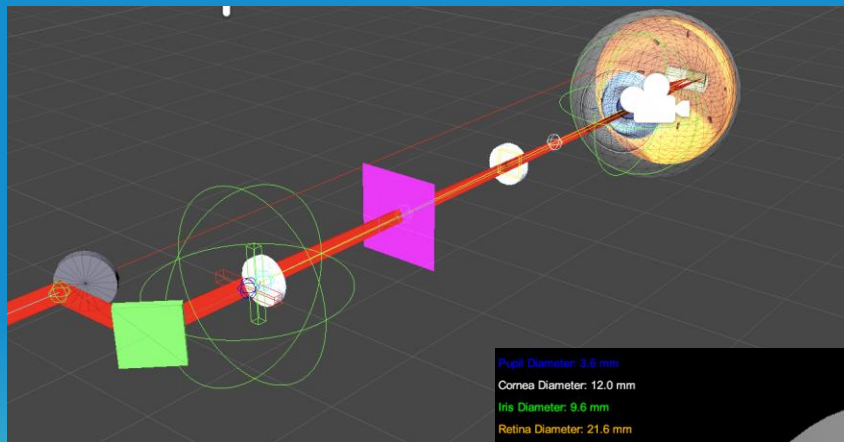 Pupil Diameter: 3.6 mm
Cornea Diameter: 12.0 mm
Iris Diameter: 9.6 mm
Retina Diameter: 21.6 mm